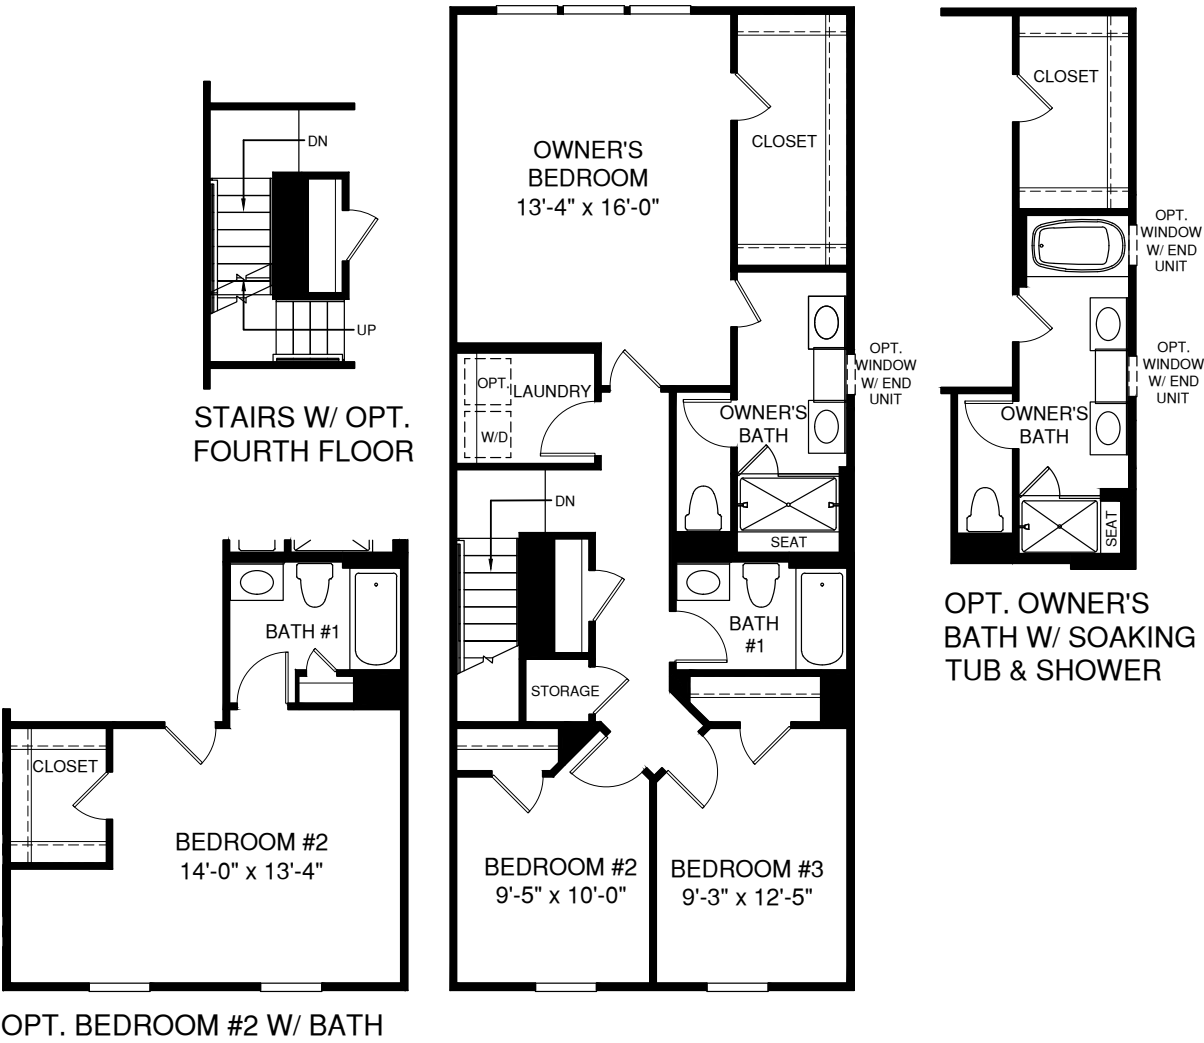 DN
UP
STAIRS W/ OPT.
FOURTH FLOOR
OWNER'S
BEDROOM
13'-4" x 16'-0"
CLOSET
OPT.
WINDOW
W/ END
UNIT
OPT.
W/D
LAUNDRY
OWNER'S
BATH
SEAT
DN
BATH
#1
STORAGE
BEDROOM #2
9'-5" x 10'-0"
BEDROOM #3
9'-3" x 12'-5"
CLOSET
OPT.
WINDOW
W/ END
UNIT
OPT.
WINDOW
W/ END
UNIT
OWNER'S
BATH
SEAT
OPT. OWNER'S
BATH W/ SOAKING
TUB & SHOWER
BATH #1
CLOSET
BEDROOM #2
14'-0" x 13'-4"
OPT. BEDROOM #2 W/ BATH